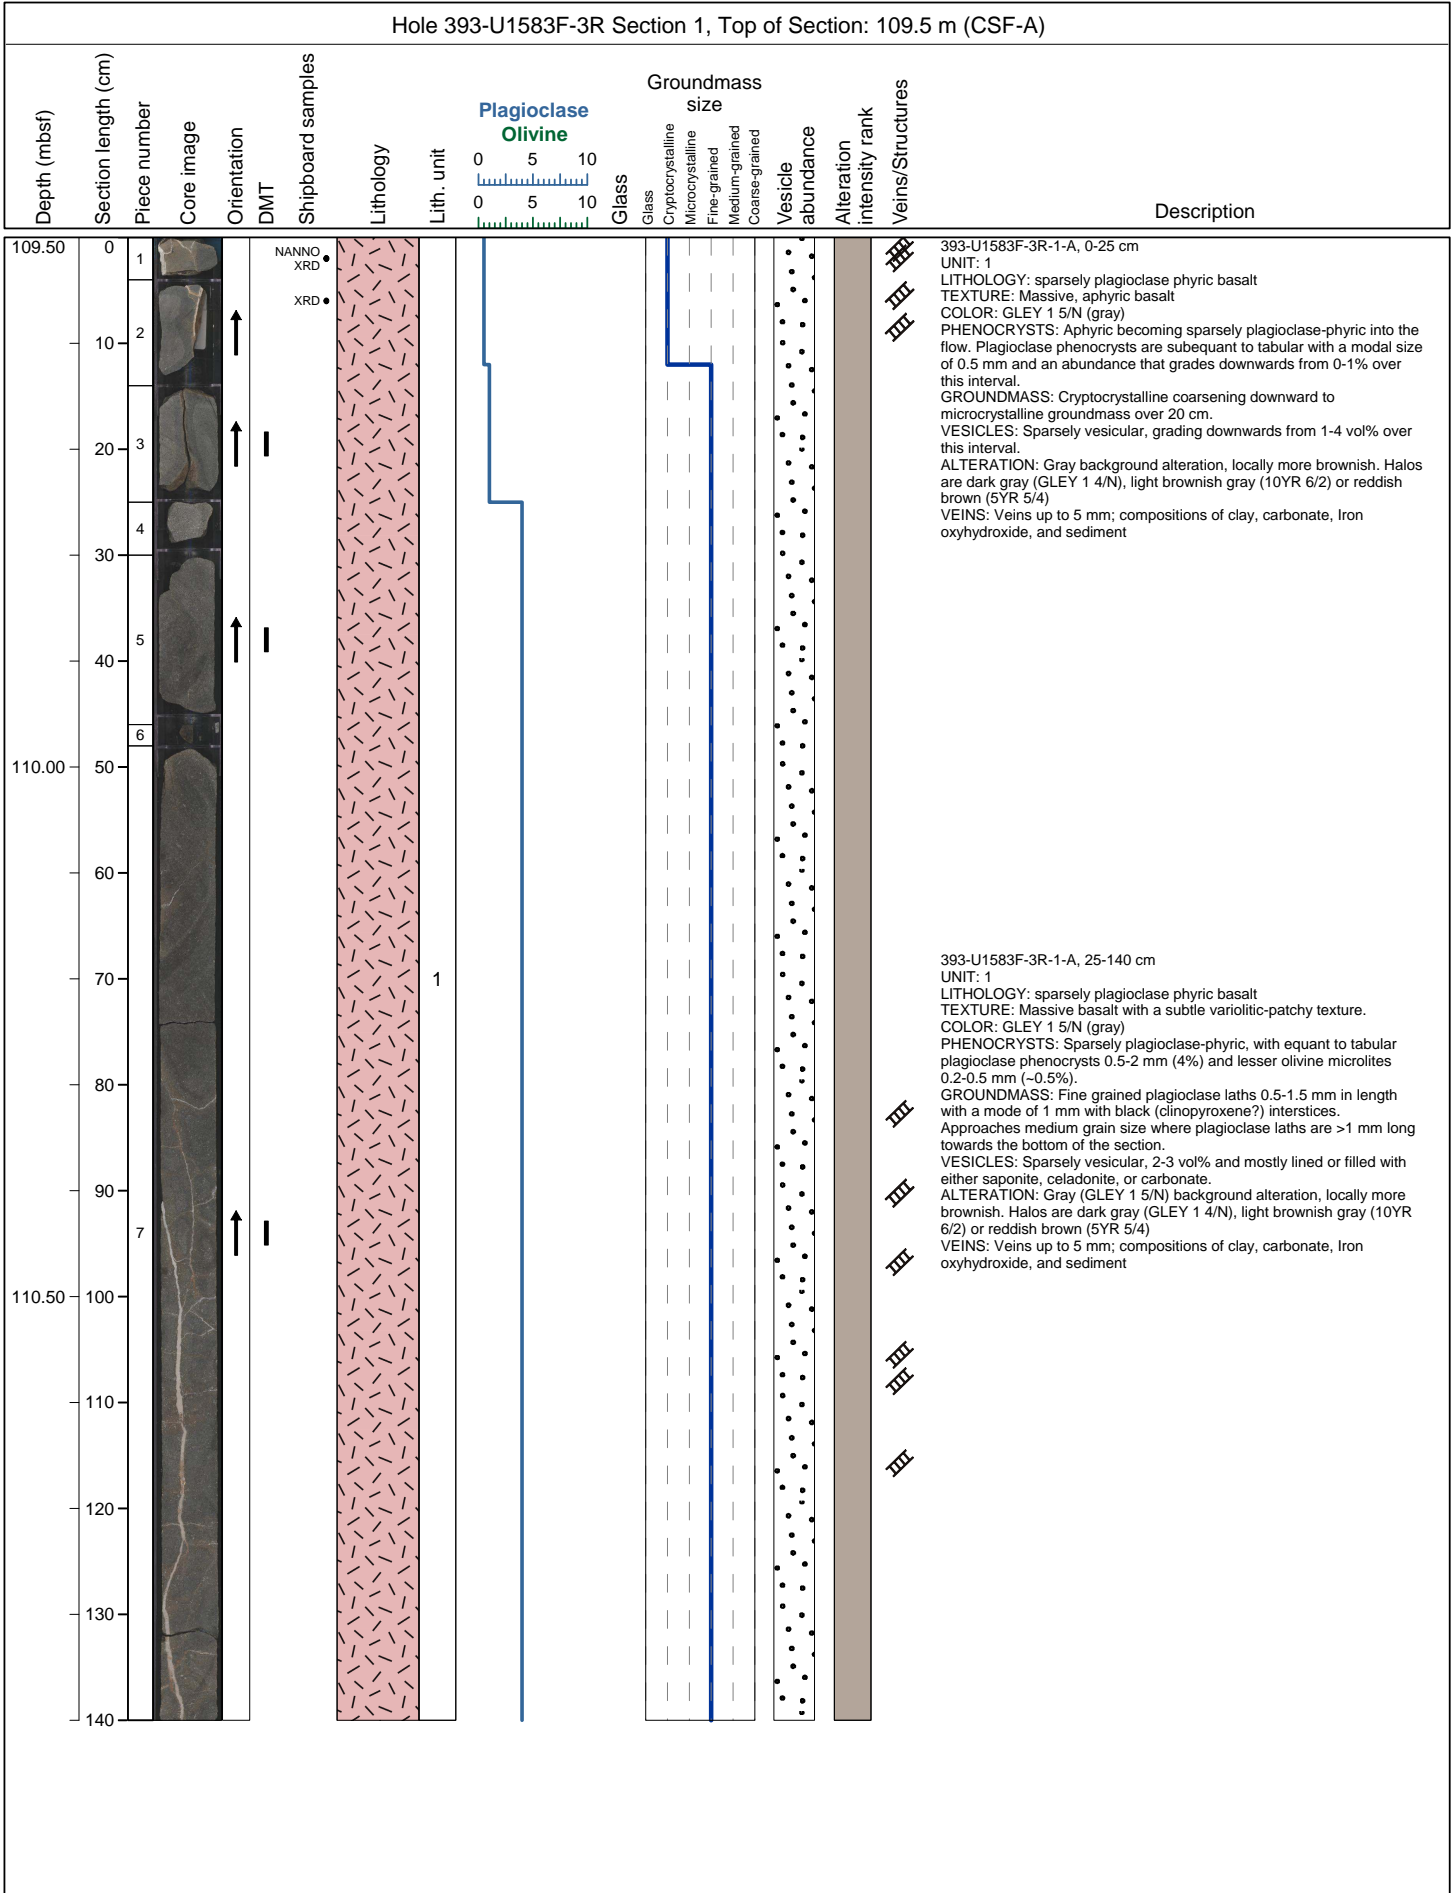 Hole 393-U1583F-3R Section 1, Top of Section: 109.5 m (CSF-A)
Depth (mbsf)
Section length (cm)
Piece number
Core image
Orientation
DMT
Shipboard samples
Lithology
Lith. unit
Plagioclase
Olivine
0 5 10
0 5 10
Glass
Groundmass
size
Glass
Cryptocrystalline
Microcrystalline
Fine-grained
Medium-grained
Coarse-grained
Vesicle
abundance
Alteration
intensity rank
Veins/Structures
Description
109.50
110.00
110.50
0
10
20
30
40
50
60
70
80
90
100
110
120
130
140
1
2
3
4
5
6
7
NANNO
XRD
XRD
1
393-U1583F-3R-1-A, 0-25 cm
UNIT: 1
LITHOLOGY: sparsely plagioclase phyric basalt
TEXTURE: Massive, aphyric basalt
COLOR: GLEY 1 5/N (gray)
PHENOCRYSTS: Aphyric becoming sparsely plagioclase-phyric into the
flow. Plagioclase phenocrysts are subequant to tabular with a modal size
of 0.5 mm and an abundance that grades downwards from 0-1% over
this interval.
GROUNDMASS: Cryptocrystalline coarsening downward to
microcrystalline groundmass over 20 cm.
VESICLES: Sparsely vesicular, grading downwards from 1-4 vol% over
this interval.
ALTERATION: Gray background alteration, locally more brownish. Halos
are dark gray (GLEY 1 4/N), light brownish gray (10YR 6/2) or reddish
brown (5YR 5/4)
VEINS: Veins up to 5 mm; compositions of clay, carbonate, Iron
oxyhydroxide, and sediment
393-U1583F-3R-1-A, 25-140 cm
UNIT: 1
LITHOLOGY: sparsely plagioclase phyric basalt
TEXTURE: Massive basalt with a subtle variolitic-patchy texture.
COLOR: GLEY 1 5/N (gray)
PHENOCRYSTS: Sparsely plagioclase-phyric, with equant to tabular
plagioclase phenocrysts 0.5-2 mm (4%) and lesser olivine microlites
0.2-0.5 mm (~0.5%).
GROUNDMASS: Fine grained plagioclase laths 0.5-1.5 mm in length
with a mode of 1 mm with black (clinopyroxene?) interstices.
Approaches medium grain size where plagioclase laths are >1 mm long
towards the bottom of the section.
VESICLES: Sparsely vesicular, 2-3 vol% and mostly lined or filled with
either saponite, celadonite, or carbonate.
ALTERATION: Gray (GLEY 1 5/N) background alteration, locally more
brownish. Halos are dark gray (GLEY 1 4/N), light brownish gray (10YR
6/2) or reddish brown (5YR 5/4)
VEINS: Veins up to 5 mm; compositions of clay, carbonate, Iron
oxyhydroxide, and sediment